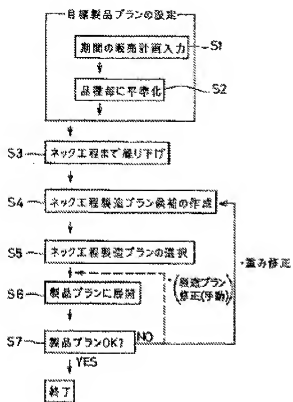 目標製品プランの設定
期間の販売計画入力
S1
品種毎に平準化
S2
S3
ネック工程まで繰り下げ
S4
ネック工程製造プラン候補の作成
S5
ネック工程製造プランの選択
・重み修正
・(製造プラン
修正(手動))
S6
製品プランに展開
S7
製品プランOK?
NO
YES
終了